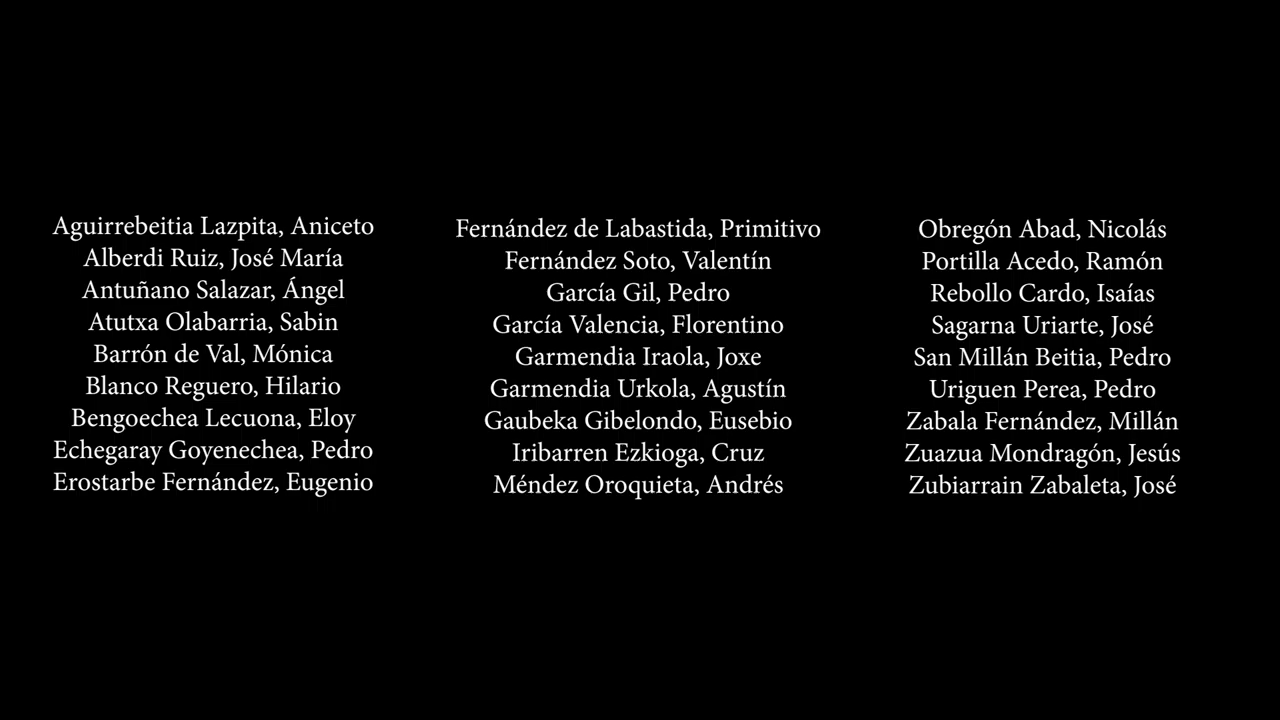 Aguirrebeitia Lazpita, Aniceto
Alberdi Ruiz, José María
Antuñano Salazar, Ángel
Atutxa Olabarria, Sabin
Barrón de Val, Mónica
Blanco Reguero, Hilario
Bengoechea Lecuona, Eloy
Echegaray Goyenechea, Pedro
Erostarbe Fernández, Eugenio
Fernández de Labastida, Primitivo
Fernández Soto, Valentín
García Gil, Pedro
García Valencia, Florentino
Garmendia Iraola, Joxe
Garmendia Urkola, Agustín
Gaubeka Gibelondo, Eusebio
Iribarren Ezkioga, Cruz
Méndez Oroquieta, Andrés
Obregón Abad, Nicolás
Portilla Acedo, Ramón
Rebollo Cardo, Isaías
Sagarna Uriarte, José
San Millán Beitia, Pedro
Uriguen Perea, Pedro
Zabala Fernández, Millán
Zuazua Mondragón, Jesús
Zubiarrain Zabaleta, José